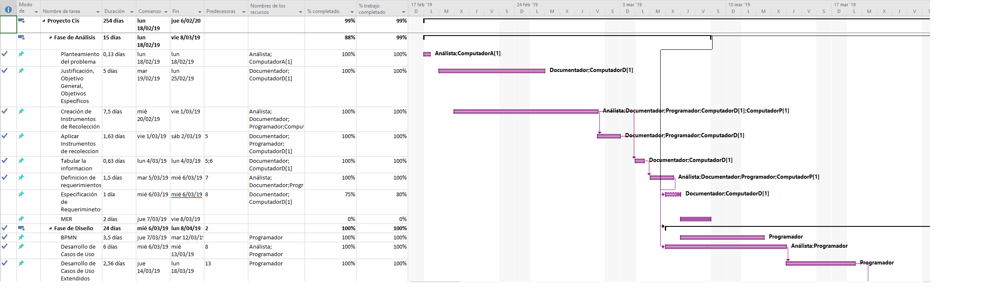 Modo de
Nombre de tarea
Duración
Comienzo
Fin
Predecesoras
Nombres de los recursos
% completado
% trabajo completado
17 feb '19
24 feb '19
3 mar '19
10 mar '19
17 mar '19
D L M X J V S D L M X J V S D L M X J V S D L M X J V S D L M X J V S
Proyecto Cis
254 días
lun 18/02/19
jue 6/02/20
99%
99%
Fase de Análisis
15 días
lun 18/02/19
vie 8/03/19
88%
99%
Planteamiento del problema
0,13 días
lun 18/02/19
lun 18/02/19
Análista; ComputadorA[1]
100%
100%
Análista;ComputadorA[1]
Justificación, Objetivo General, Objetivos Específicos
5 días
mar 19/02/19
lun 25/02/19
Documentador; ComputadorD[1]
100%
100%
Documentador;ComputadorD[1]
Creación de Instrumentos de Recolección
7,5 días
mié 20/02/19
vie 1/03/19
Análista; Documentador; Programador;Comput
100%
100%
Análista;Documentador;Programador;ComputadorD[1];ComputadorP[1]
Aplicar Instrumentos de recoleccion
1,63 días
vie 1/03/19
sáb 2/03/19
5
Documentador; Programador; ComputadorD[1]
100%
100%
Documentador;Programador;ComputadorD[1]
Tabular la informacion
0,63 días
lun 4/03/19
lun 4/03/19
5;6
Documentador; ComputadorD[1]
100%
100%
Documentador;ComputadorD[1]
Definicion de requerimientos
1,5 días
mar 5/03/19
mié 6/03/19
7
Análista; Documentador;Progr
100%
100%
Análista;Documentador;Programador;ComputadorP[1]
Especificación de Requerimineto
1 día
mié 6/03/19
mié 6/03/19
8
Documentador; ComputadorD[1]
75%
80%
Documentador;ComputadorD[1]
MER
2 días
jue 7/03/19
vie 8/03/19
0%
0%
Fase de Diseño
24 días
mié 6/03/19
lun 8/04/19
2
100%
100%
BPMN
3,5 días
jue 7/03/19
mar 12/03/19
Programador
100%
100%
Programador
Desarrollo de Casos de Uso
6 días
mié 6/03/19
mié 13/03/19
8
Análista; Programador
100%
100%
Análista;Programador
Desarrollo de Casos de Uso Extendidos
2,56 días
jue 14/03/19
lun 18/03/19
13
Programador
100%
100%
Programador